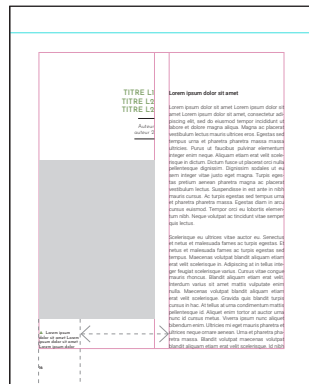 TITRE L1
TITRE L2
TITRE L2
Auteur
auteur 2
Lorem ipsum dolor sit amet
Lorem ipsum dolor sit amet, consectetur adi-
piscing elit, sed do eiusmod tempor incididunt ut
labore et dolore magna aliqua. Magna ac placerat
vestibulum lectus mauris ultrices eros. Egestas sed
tempus urna et pharetra pharetra massa massa
ultricies. Purus ut faucibus pulvinar elementum
integer enim neque. Aliquam etiam erat velit scele-
risque in dictum. Dictum fusce ut placerat orci nulla
pellentesque dignissim. Dignissim sodales ut eu
sem integer vitae justo eget magna. Turpis eges-
tas pretium aenean pharetra magna ac placerat
vestibulum lectus. Suspendisse in est ante in nibh
mauris cursus. Ac turpis egestas sed tempus urna
et pharetra pharetra massa. Egestas diam in arcu
cursus euismod. Tempor orci eu lobortis elemen-
tum nibh. Neque volutpat ac tincidunt vitae semper
quis lectus.
Scelerisque eu ultrices vitae auctor eu. Senectus
et netus et malesuada fames ac turpis egestas. Et
netus et malesuada fames ac turpis egestas sed
tempus. Maecenas volutpat blandit aliquam etiam
erat velit scelerisque in. Adipiscing at in tellus inte-
ger feugiat scelerisque varius. Cursus vitae congue
mauris rhoncus. Blandit aliquam etiam erat velit.
Interdum varius sit amet mattis vulputate enim
nulla. Maecenas volutpat blandit aliquam etiam
erat velit scelerisque. Gravida quis blandit turpis
cursus in hac. At tellus at urna condimentum mattis
pellentesque id. Aliquet enim tortor at auctor urna
nunc id cursus metus. Viverra ipsum nunc aliquet
bibendum enim. Ultricies mi eget mauris pharetra et
ultrices neque ornare aenean. Urna et pharetra pha-
retra massa. Blandit volutpat maecenas volutpat
blandit aliquam etiam erat velit scelerisque. Id nibh
Lorem ipsum
dolor sit amet Lorem
ipsum dolor sit amet
Lorem ipsum dolor